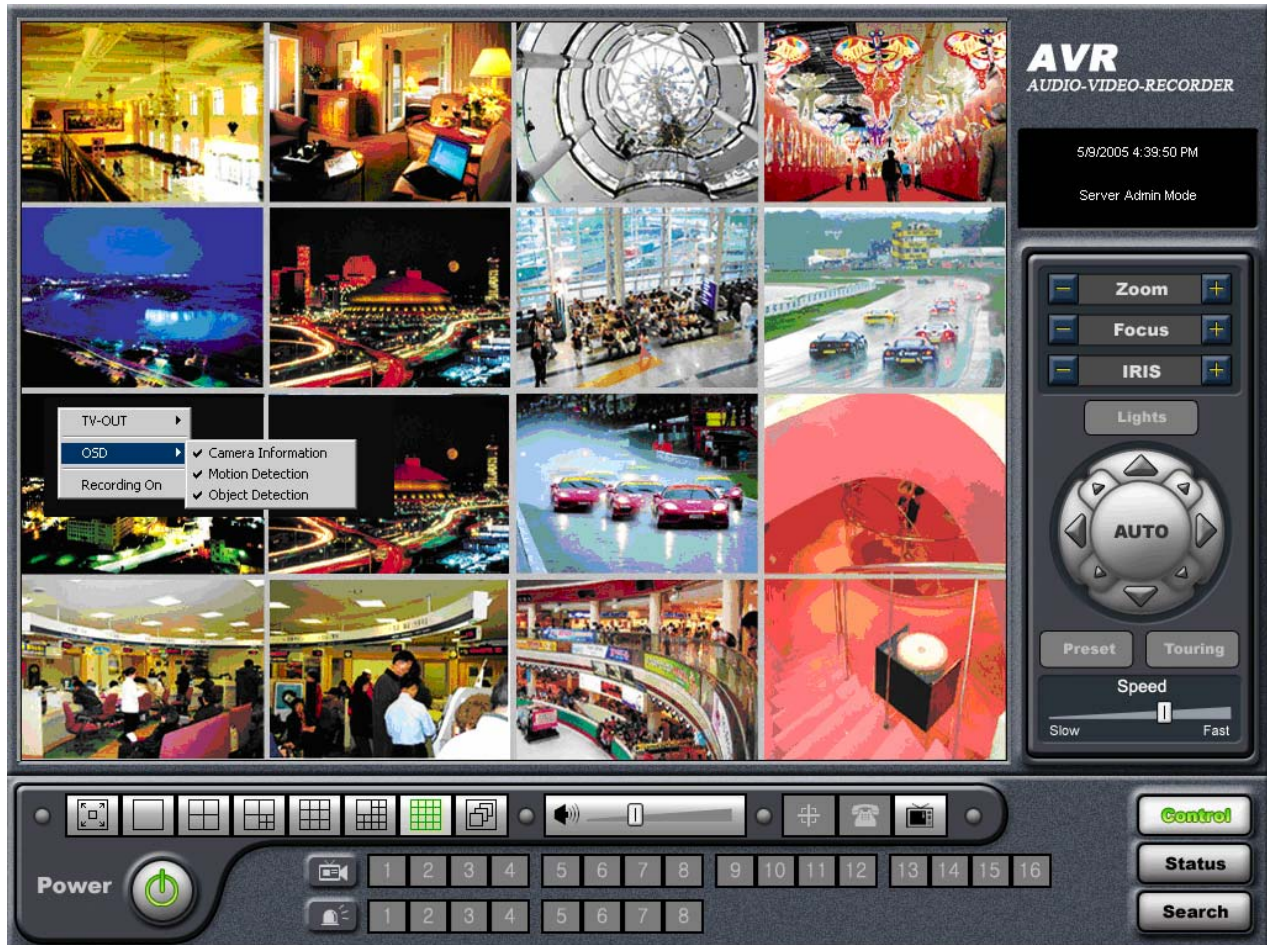 AVR
AUDIO-VIDEO-RECORDER
5/9/2005 4:39:50 PM
Server Admin Mode
Zoom
Focus
IRIS
Lights
AUTO
Preset Touring
Speed
Slow Fast
TV-OUT
OSD
Recording On
Camera Information
Motion Detection
Object Detection
Control
Status
Search
Power
1 2 3 4 5 6 7 8 9 10 11 12 13 14 15 16
1 2 3 4 5 6 7 8